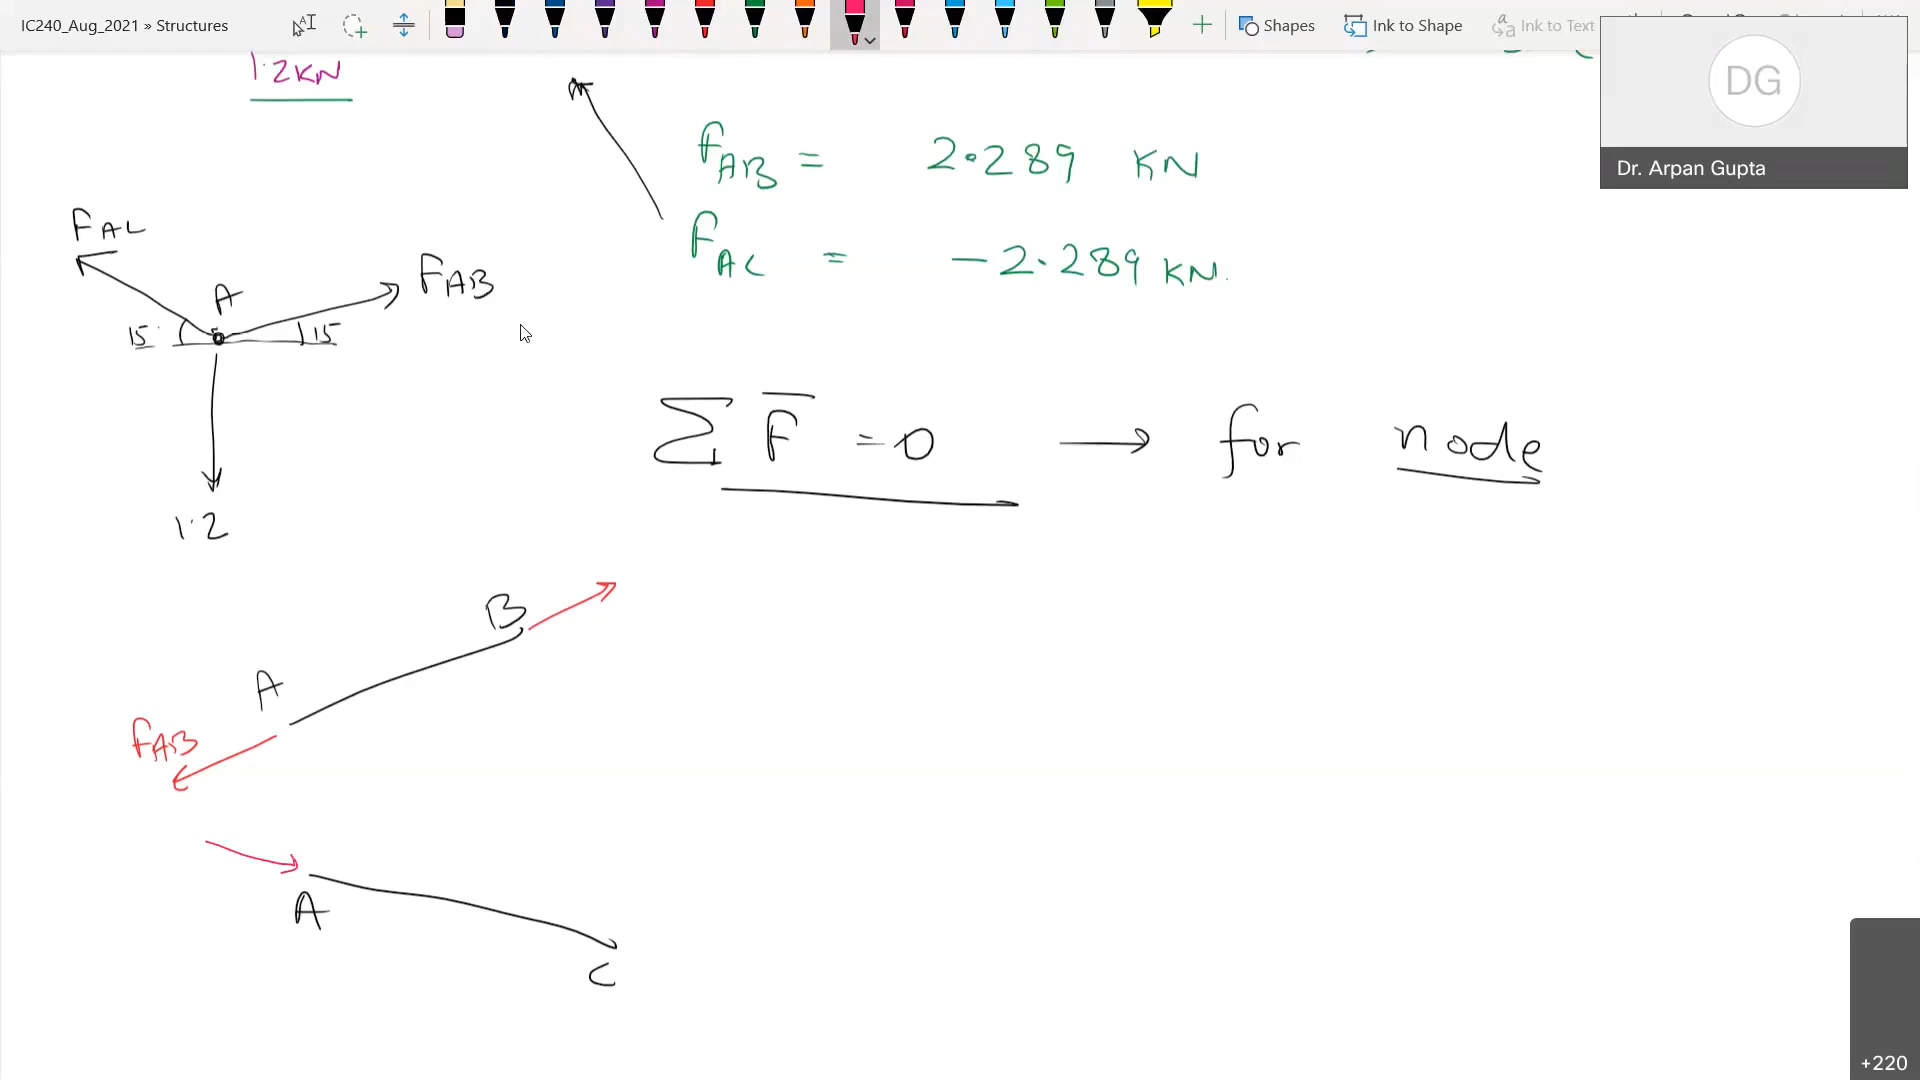 IC240_Aug_2021 » Structures
Shapes
Ink to Shape
Ink to Text
DG
Dr. Arpan Gupta
1.2KN
FAB = 2.289 KN
FAC = -2.289 KN.
FAC
A
FAB
15
15
1.2
∑ F̅ = 0 → for node
B
A
FAB
A
C
+220